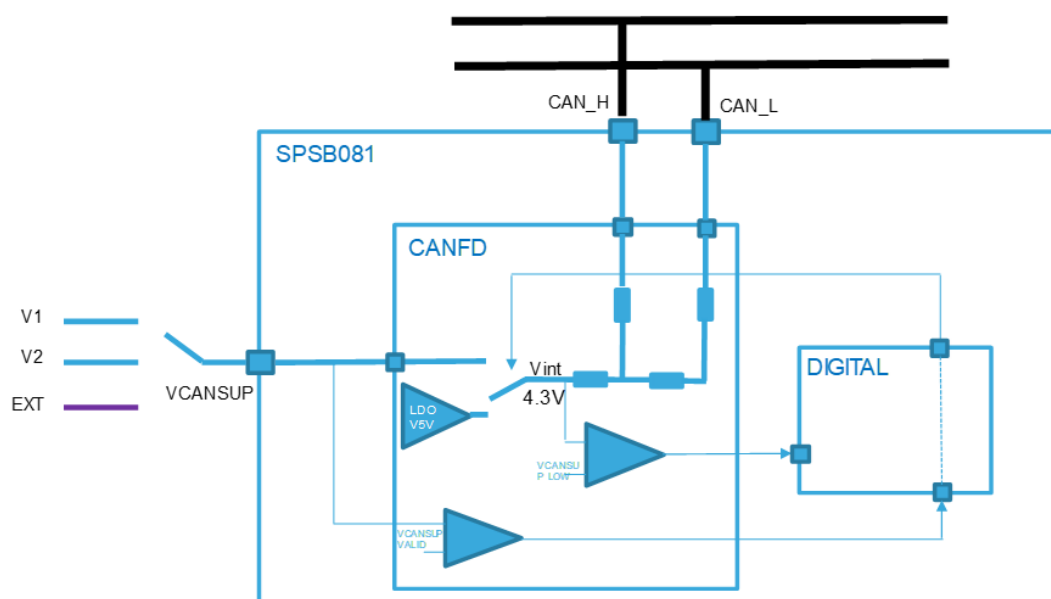 CAN_H
CAN_L
SPSB081
CANFD
V1
V2
EXT
VCANSUP
Vint
4.3V
LDO
V5V
DIGITAL
VCANSU
P LOW
VCANSUP
VALID